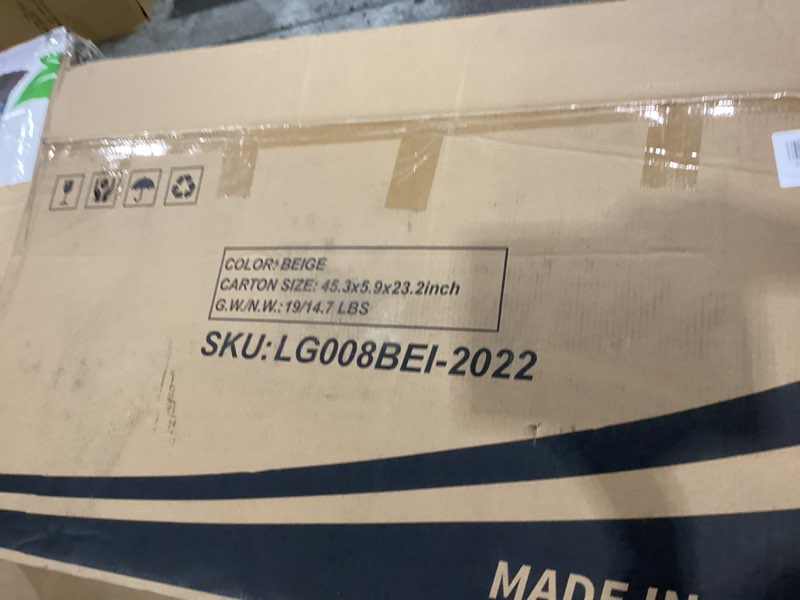 COLOR: BEIGE
CARTON SIZE: 45.3x5.9x23.2inch
G.W./N.W.: 19/14.7 LBS
SKU: LG008BEI-2022
MADE IN